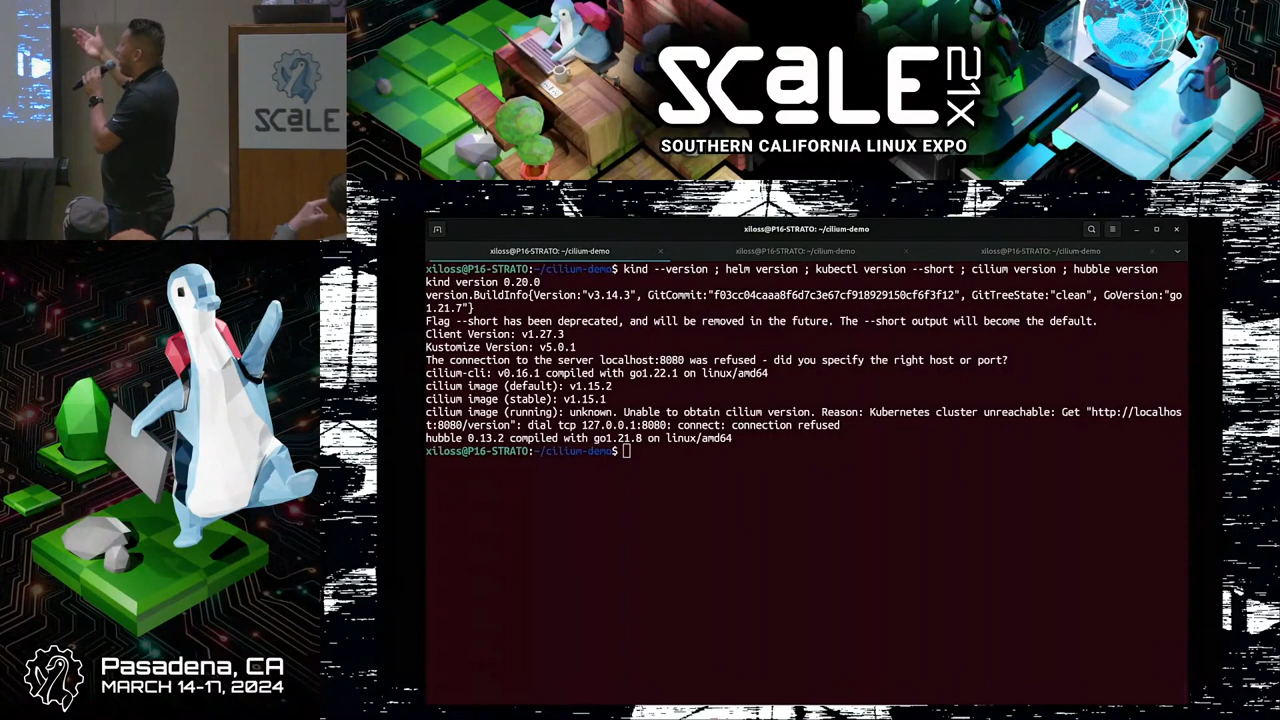 SCALE
SCALE 21X
SOUTHERN CALIFORNIA LINUX EXPO
xiloss@P16-STRATO: ~/cilium-demo
xiloss@P16-STRATO: ~/cilium-demo
xiloss@P16-STRATO: ~/cilium-demo
xiloss@P16-STRATO: ~/cilium-demo
xiloss@P16-STRATO:~/cilium-demo$ kind --version ; helm version ; kubectl version --short ; cilium version ; hubble version
kind version 0.20.0
version.BuildInfo{Version:"v3.14.3", GitTreeState:"clean", GoVersion:"go
1.21.7"}
Flag --short has been deprecated, and will be removed in the future. The --short output will become the default.
Client Version: v1.27.3
Kustomize Version: v5.0.1
The connection to the server localhost:8080 was refused - did you specify the right host or port?
cilium-cli: v0.16.1 compiled with go1.22.1 on linux/amd64
cilium image (default): v1.15.2
cilium image (stable): v1.15.1
cilium image (running): unknown. Unable to obtain cilium version. Reason: Kubernetes cluster unreachable: Get "http://localhos
t:8080/version": dial tcp 127.0.0.1:8080: connect: connection refused
hubble 0.13.2 compiled with go1.21.8 on linux/amd64
xiloss@P16-STRATO:~/cilium-demo$
Pasadena, CA
MARCH 14-17, 2024